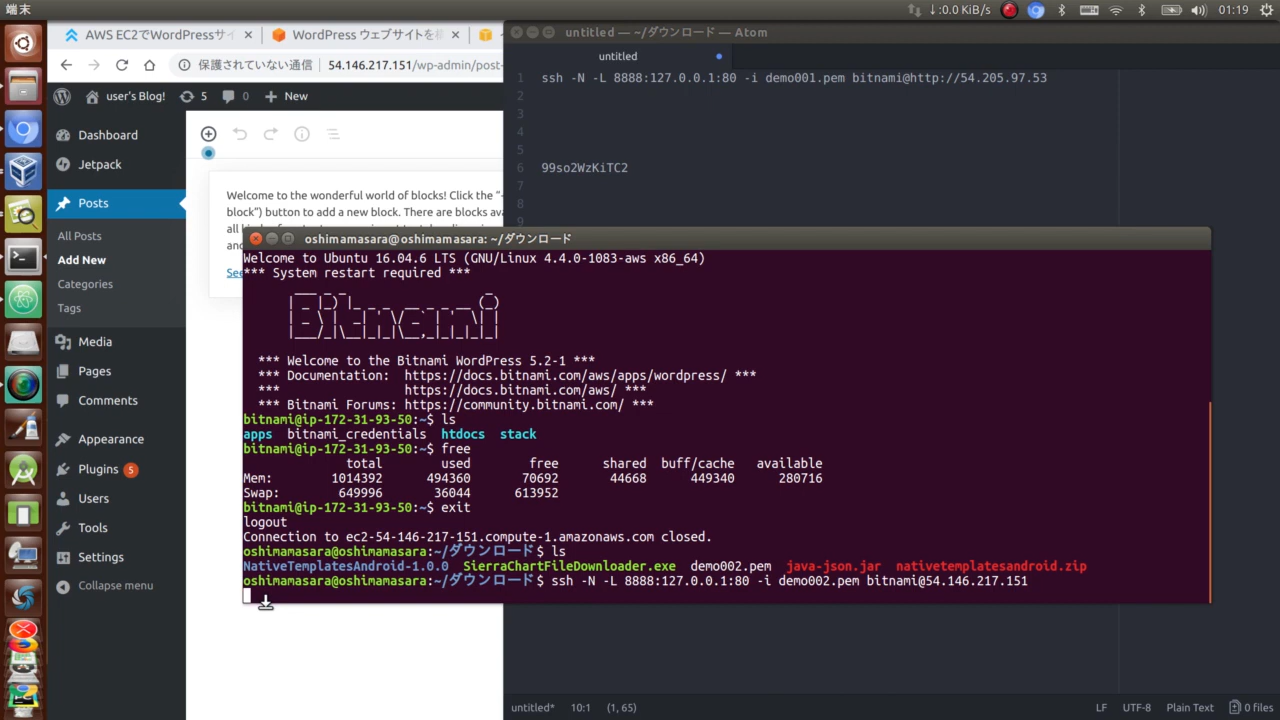 端末
↓:0.0 KiB/s
01:19
AWS EC2でWordPressサイ
WordPress ウェブサイトを構
untitled — ~/ダウンロード — Atom
untitled
保護されていない通信
54.146.217.151/wp-admin/post-
1 ssh -N -L 8888:127.0.0.1:80 -i demo001.pem bitnami@http://54.205.97.53
2
3
4
5
6 99so2WzKiTC2
7
8
9
user's Blog!
5
0
New
Dashboard
Jetpack
Posts
All Posts
Add New
Categories
Tags
Media
Pages
Comments
Appearance
Plugins 5
Users
Tools
Settings
Collapse menu
Welcome to the wonderful world of blocks! Click the “
block”) button to add a new block. There are blocks ava
oshimamasara@oshimamasara: ~/ダウンロード
Welcome to Ubuntu 16.04.6 LTS (GNU/Linux 4.4.0-1083-aws x86_64)
*** System restart required ***
Bitnami
*** Welcome to the Bitnami WordPress 5.2-1 ***
*** Documentation:  https://docs.bitnami.com/aws/apps/wordpress/ ***
***                 https://docs.bitnami.com/aws/ ***
*** Bitnami Forums: https://community.bitnami.com/ ***
bitnami@ip-172-31-93-50:~$ ls
apps  bitnami_credentials  htdocs  stack
bitnami@ip-172-31-93-50:~$ free
total used free shared buff/cache available
Mem: 1014392 494360 70692 44668 449340 280716
Swap: 649996 36044 613952
bitnami@ip-172-31-93-50:~$ exit
logout
Connection to ec2-54-146-217-151.compute-1.amazonaws.com closed.
oshimamasara@oshimamasara:~/ダウンロード$ ls
NativeTemplatesAndroid-1.0.0  SierraChartFileDownloader.exe  demo002.pem  java-json.jar  nativetemplatesandroid.zip
oshimamasara@oshimamasara:~/ダウンロード$ ssh -N -L 8888:127.0.0.1:80 -i demo002.pem bitnami@54.146.217.151
untitled* 10:1 (1, 65)
LF UTF-8 Plain Text 0 files